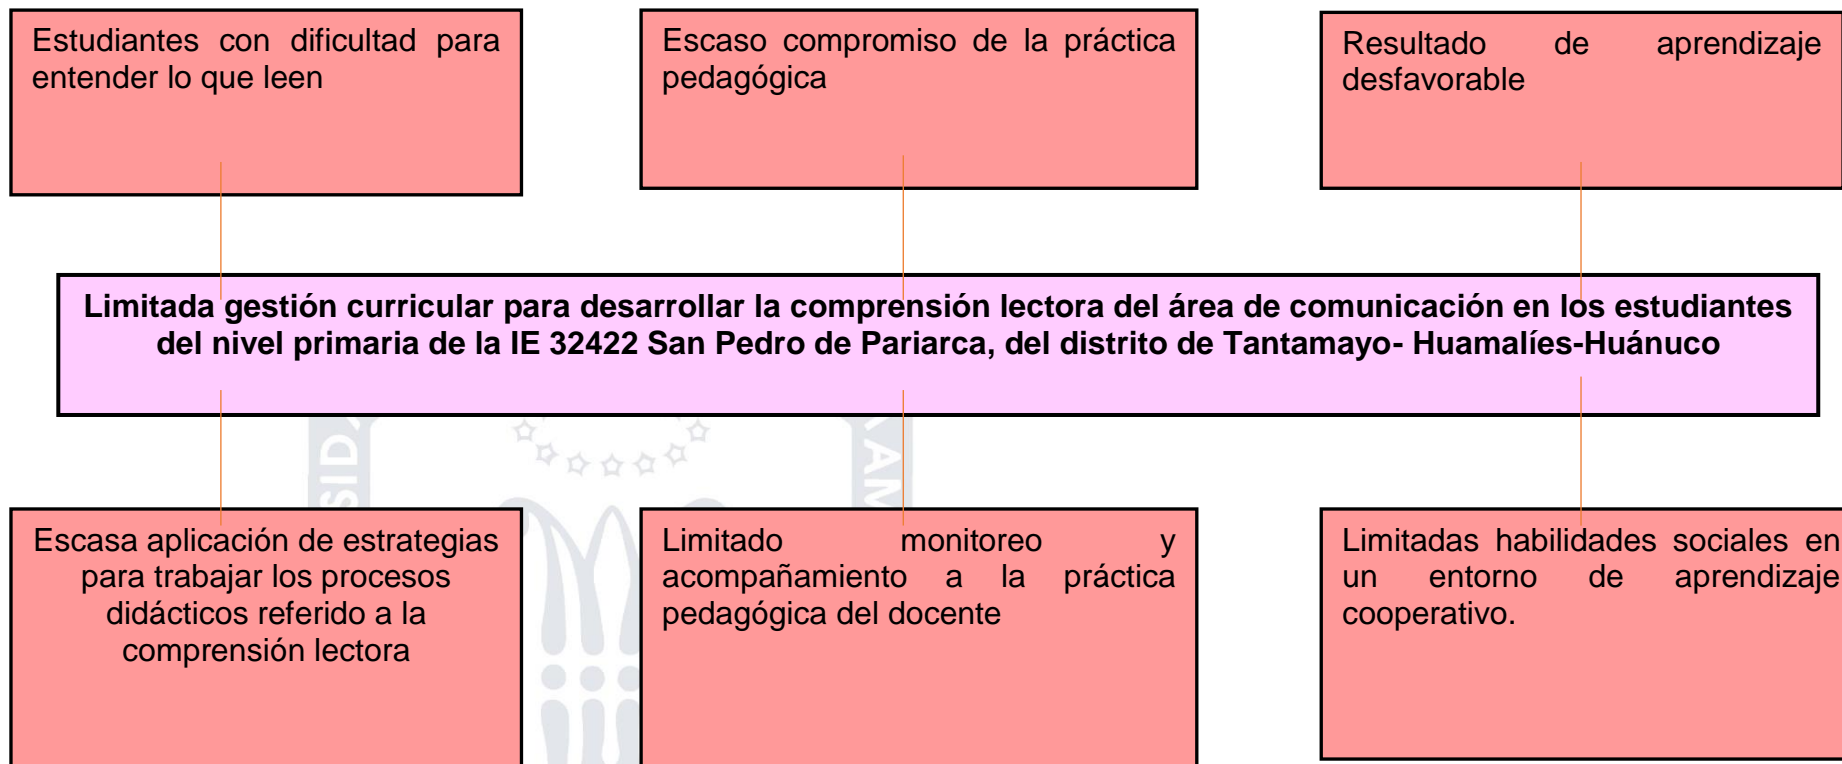 Estudiantes con dificultad para
entender lo que leen
Escaso compromiso de la práctica
pedagógica
Resultado de aprendizaje
desfavorable
Limitada gestión curricular para desarrollar la comprensión lectora del área de comunicación en los estudiantes
del nivel primaria de la IE 32422 San Pedro de Pariarca, del distrito de Tantamayo- Huamalíes-Huánuco
Escasa aplicación de estrategias
para trabajar los procesos
didácticos referido a la
comprensión lectora
Limitado monitoreo y
acompañamiento a la práctica
pedagógica del docente
Limitadas habilidades sociales en
un entorno de aprendizaje
cooperativo.